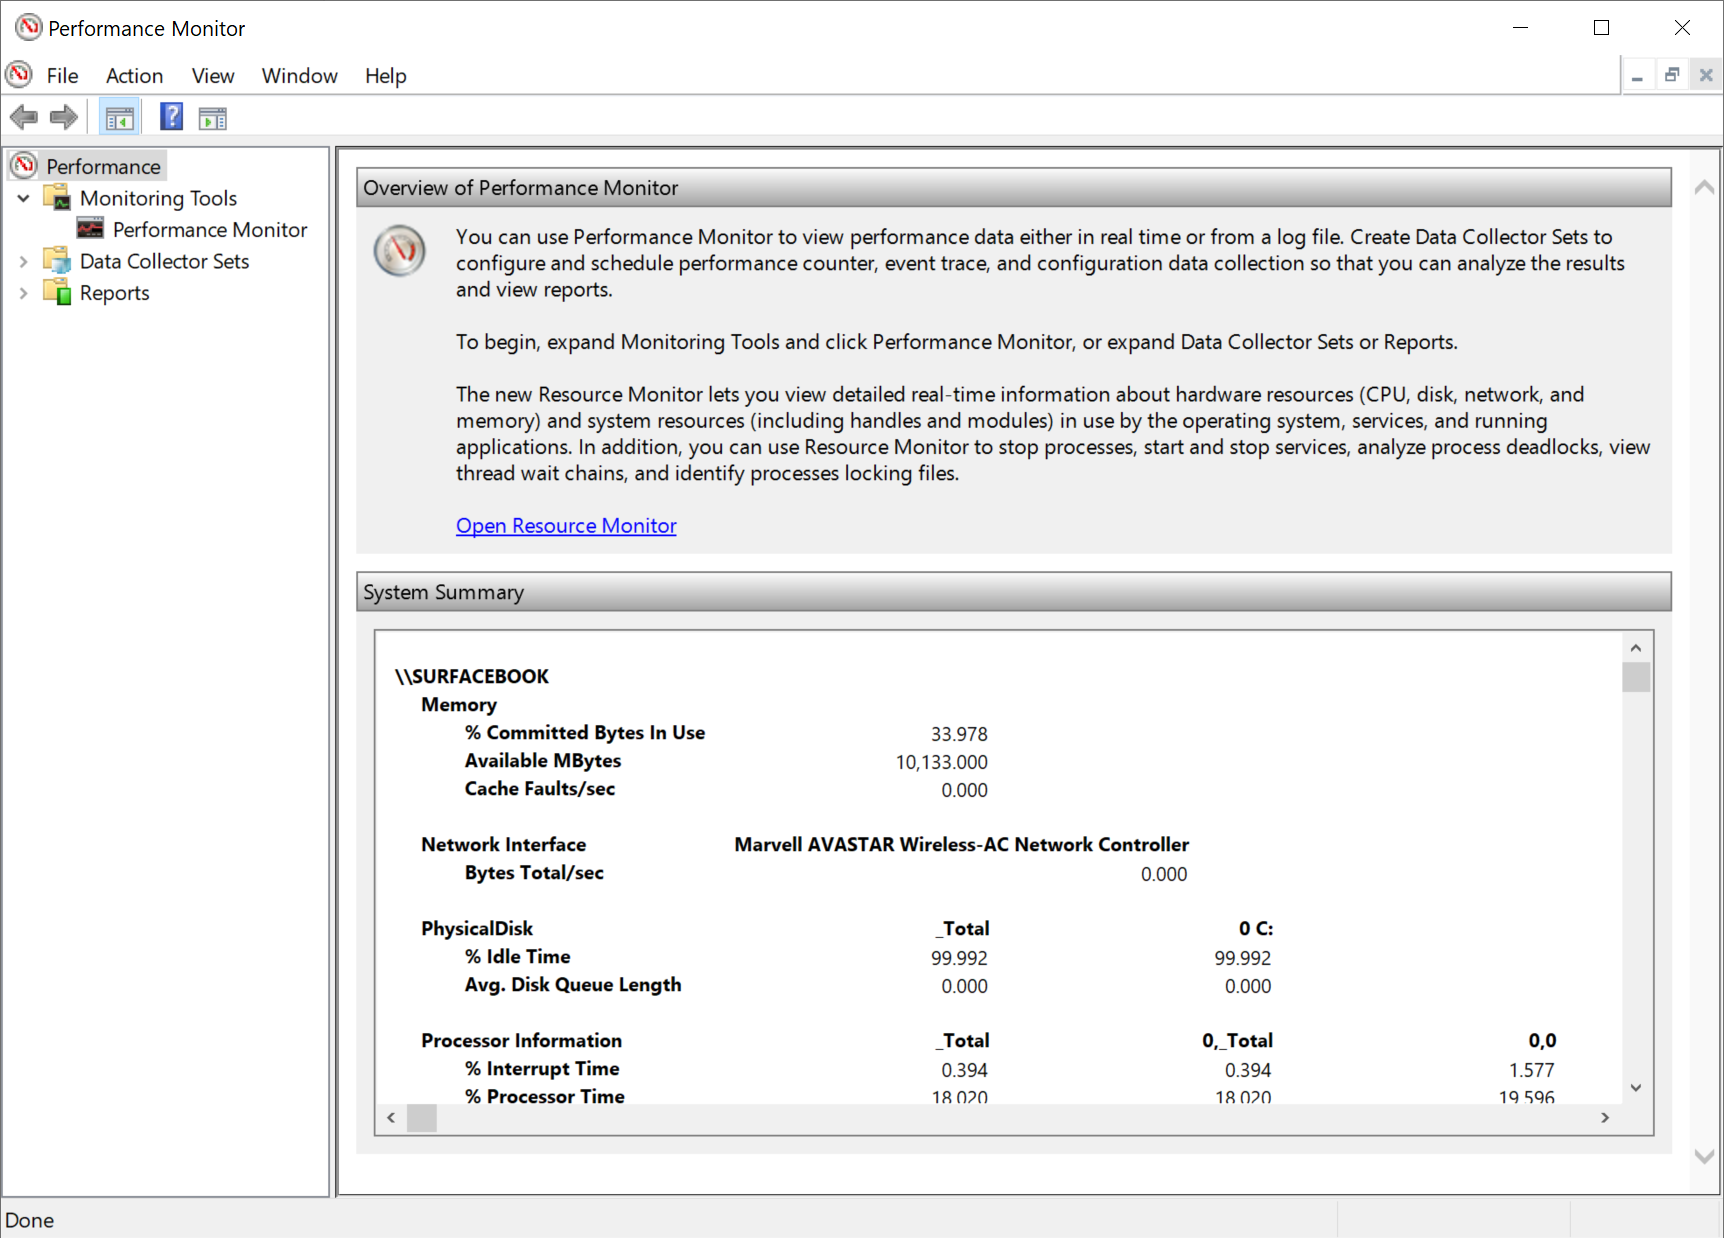 Performance Monitor
File Action View Window Help
Performance
Monitoring Tools
Performance Monitor
Data Collector Sets
Reports
Overview of Performance Monitor
You can use Performance Monitor to view performance data either in real time or from a log file. Create Data Collector Sets to
configure and schedule performance counter, event trace, and configuration data collection so that you can analyze the results
and view reports.
To begin, expand Monitoring Tools and click Performance Monitor, or expand Data Collector Sets or Reports.
The new Resource Monitor lets you view detailed real-time information about hardware resources (CPU, disk, network, and
memory) and system resources (including handles and modules) in use by the operating system, services, and running
applications. In addition, you can use Resource Monitor to stop processes, start and stop services, analyze process deadlocks, view
thread wait chains, and identify processes locking files.
Open Resource Monitor
System Summary
\\SURFACEBOOK
Memory
% Committed Bytes In Use 33.978
Available MBytes 10,133.000
Cache Faults/sec 0.000
Network Interface Marvell AVASTAR Wireless-AC Network Controller
Bytes Total/sec 0.000
PhysicalDisk _Total 0 C:
% Idle Time 99.992 99.992
Avg. Disk Queue Length 0.000 0.000
Processor Information _Total 0,_Total 0,0
% Interrupt Time 0.394 0.394 1.577
% Processor Time 18.020 18.020 19.596
Done